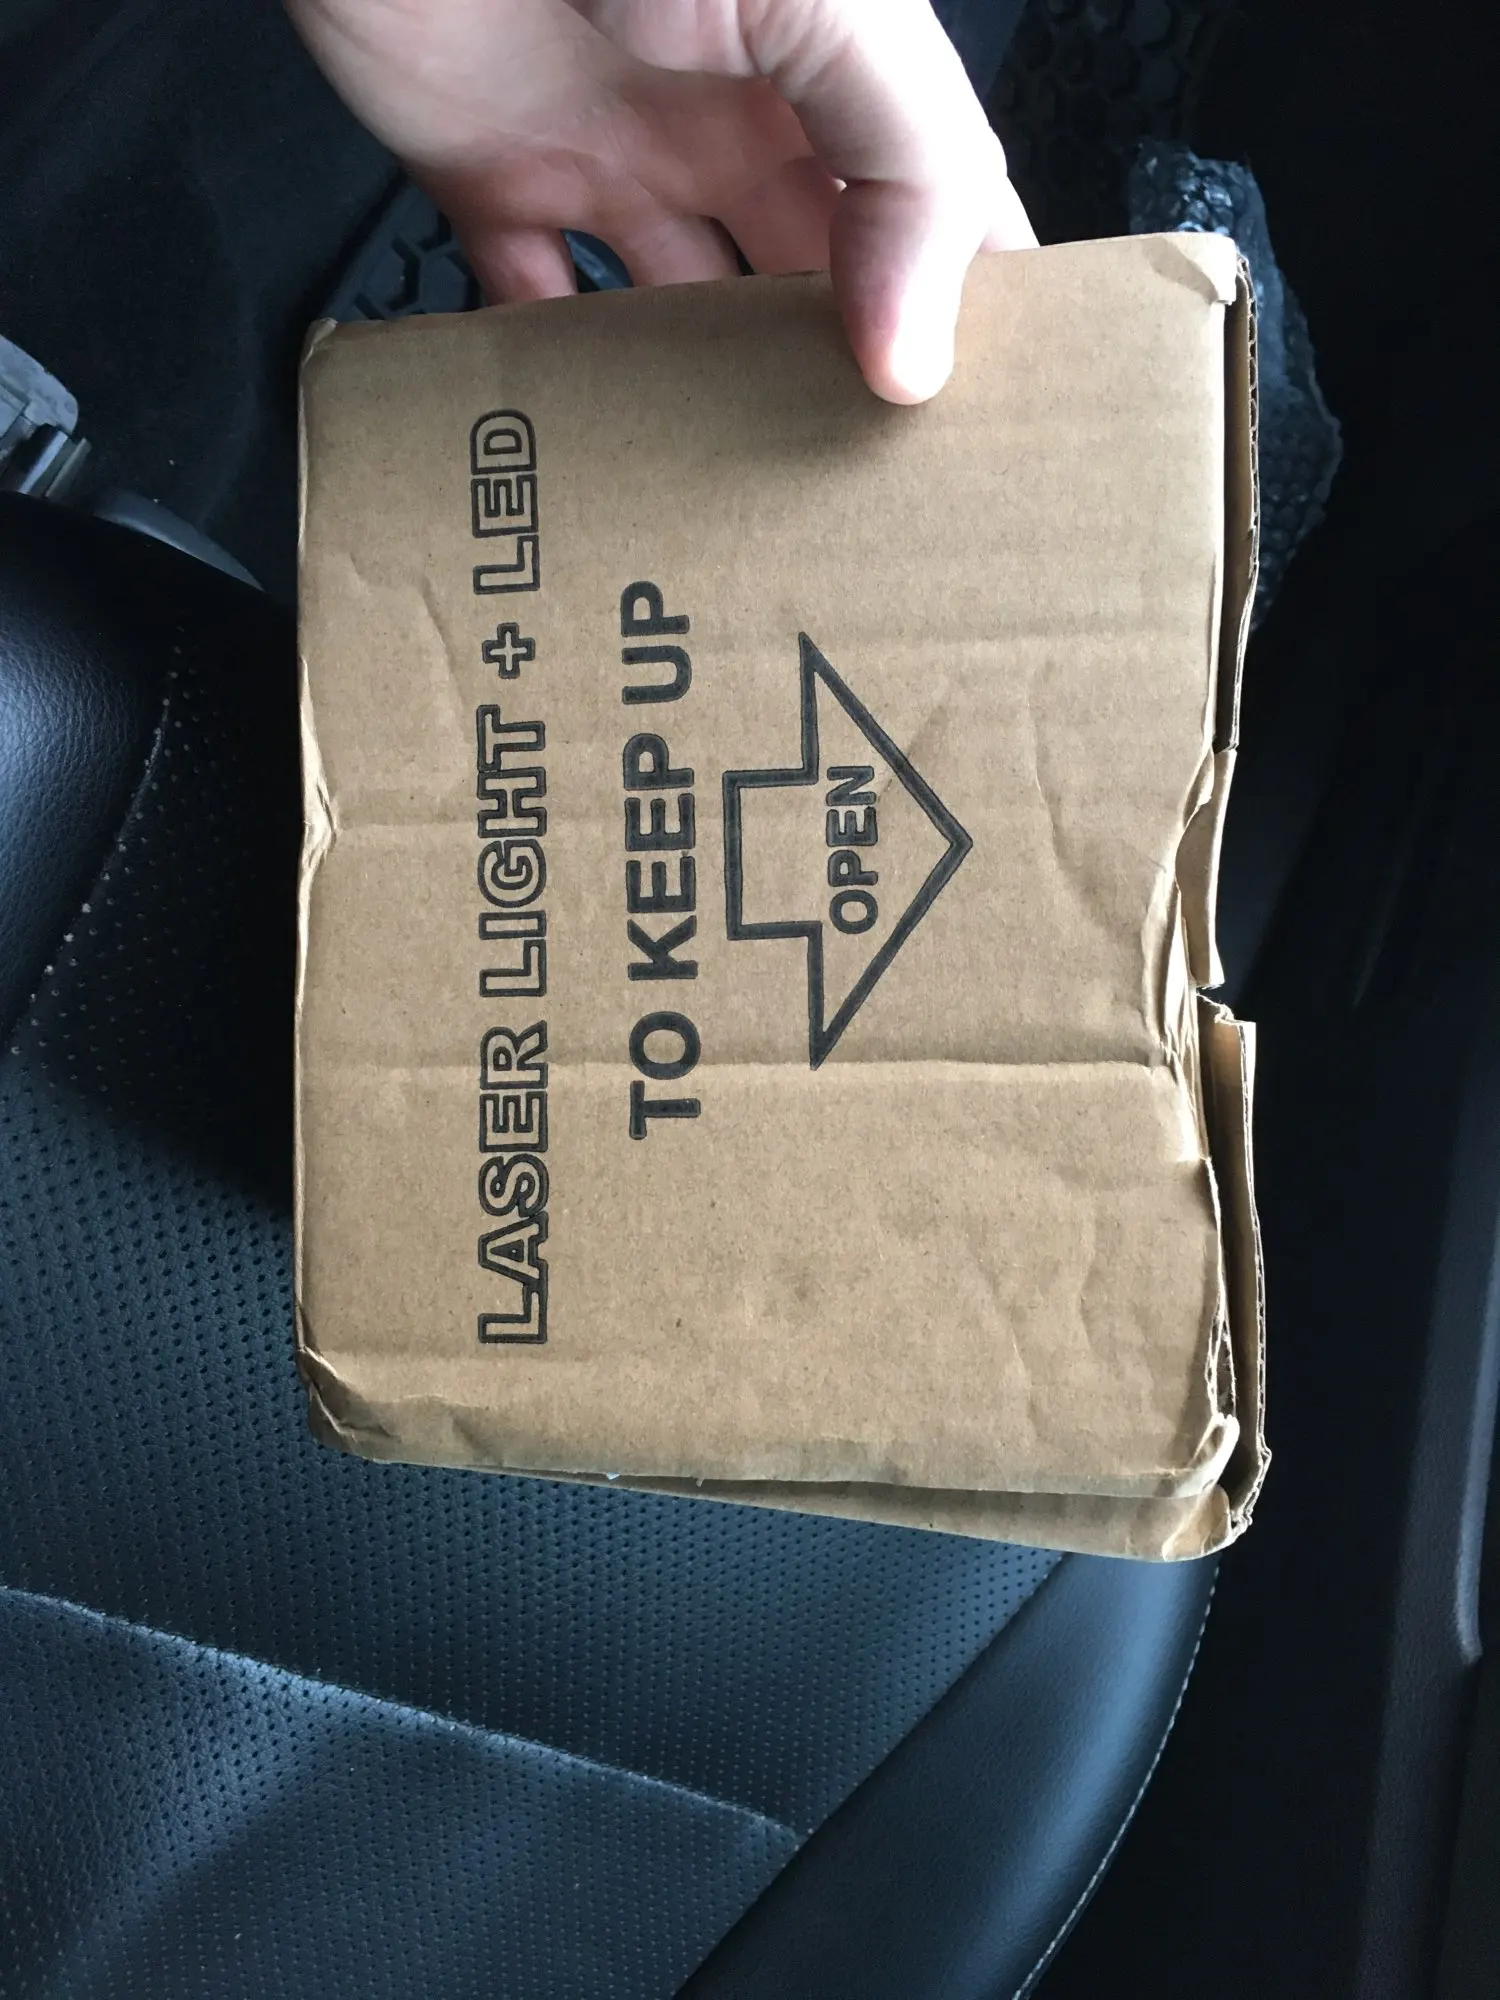 LASER LIGHT + LED
TO KEEP UP
OPEN